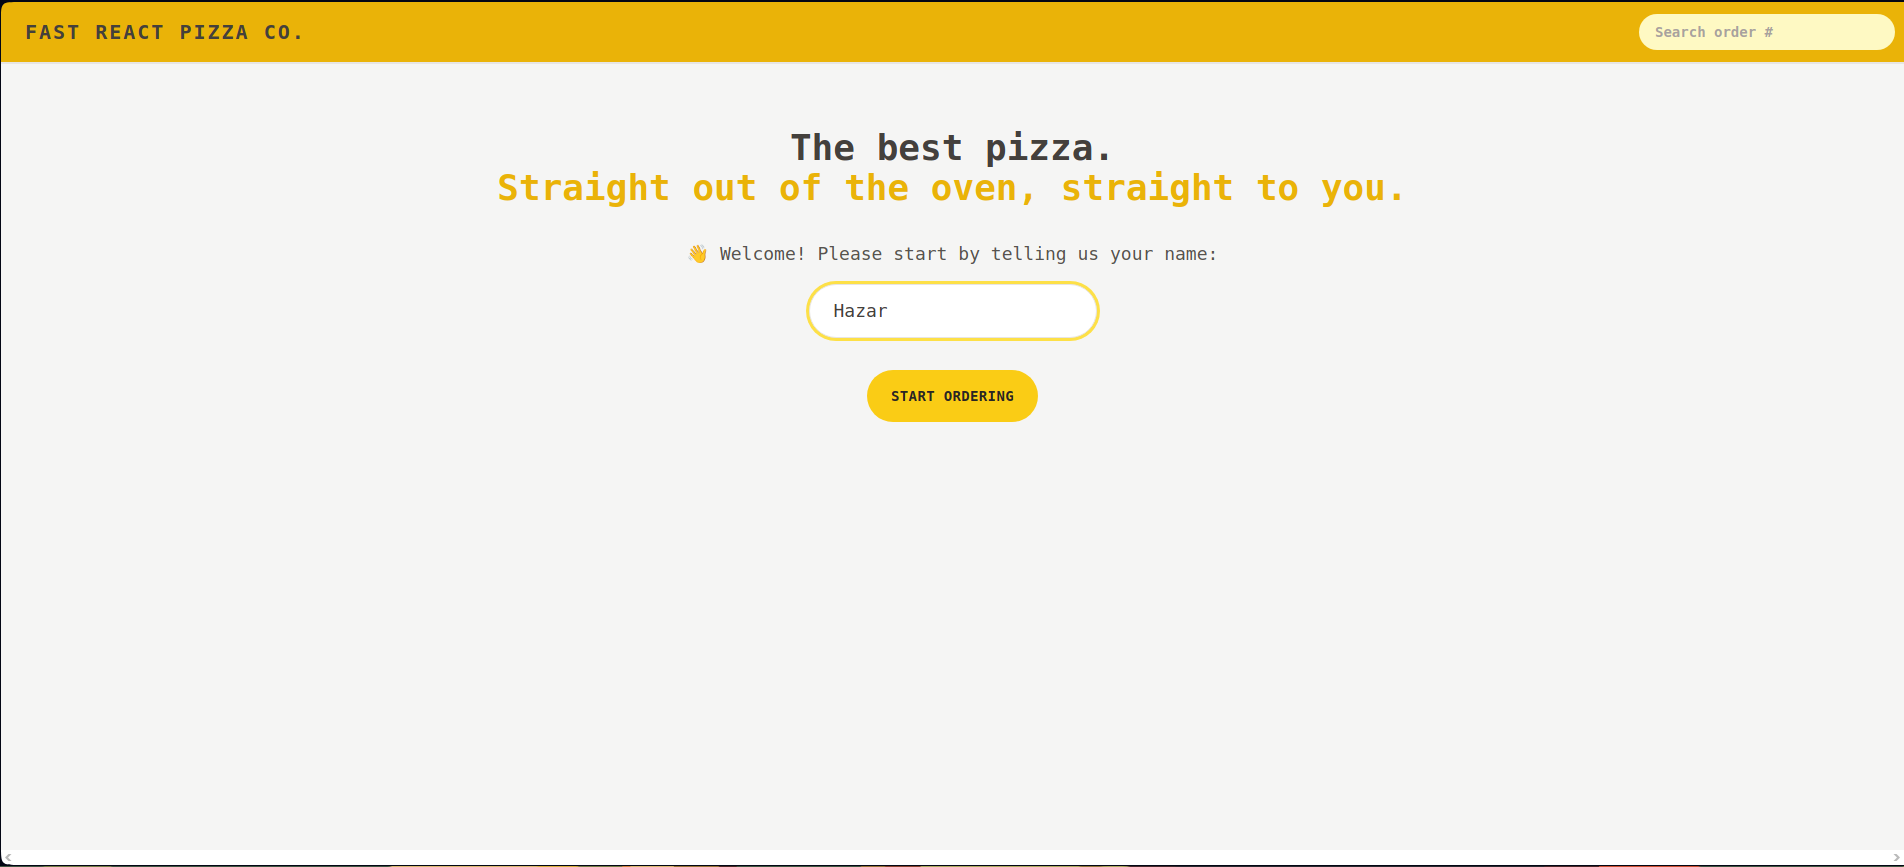 FAST REACT PIZZA CO.
Search order #
The best pizza.
Straight out of the oven, straight to you.
👋 Welcome! Please start by telling us your name:
Hazar
START ORDERING